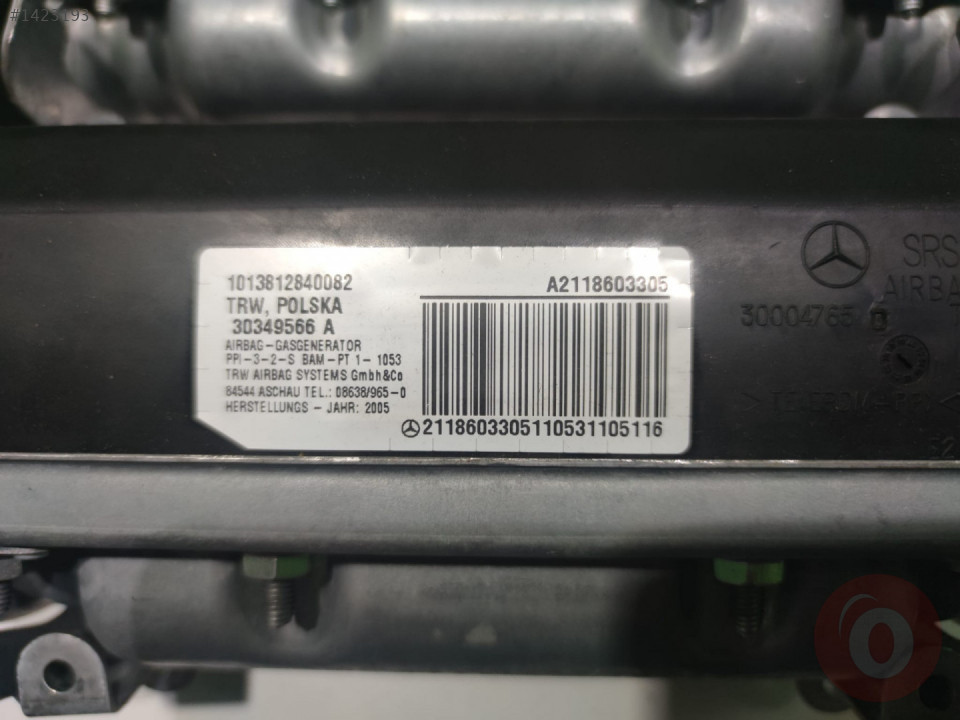 #1423193
1013812840082
TRW, POLSKA
30349566 A
AIRBAG-GASGENERATOR
PPI-3-2-S BAM-PT 1- 1053
TRW AIRBAG SYSTEMS Gmbh&Co
84544 ASCHAU TEL.: 08638/965-0
HERSTELLUNGS - JAHR: 2005
A2118603305
2118603305110531105116
SRS
AIRBA
30004765